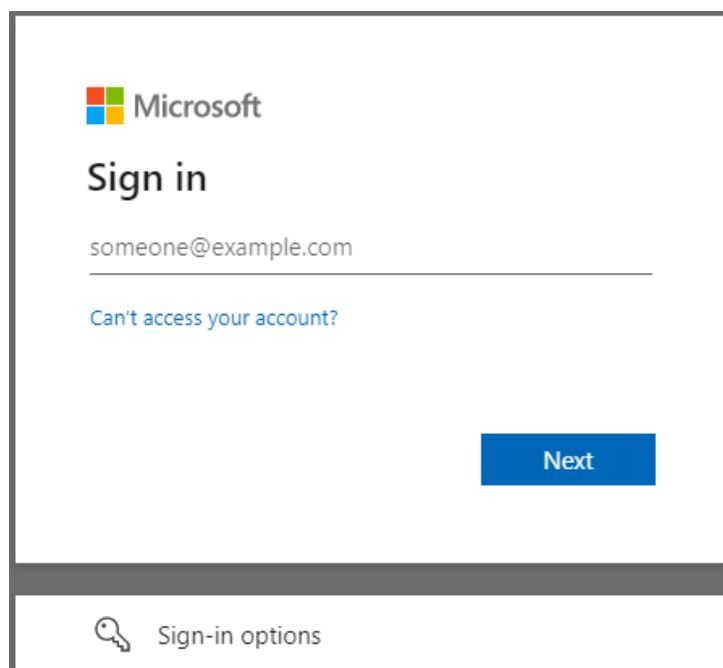 Microsoft
Sign in
someone@example.com
Can't access your account?
Next
Sign-in options